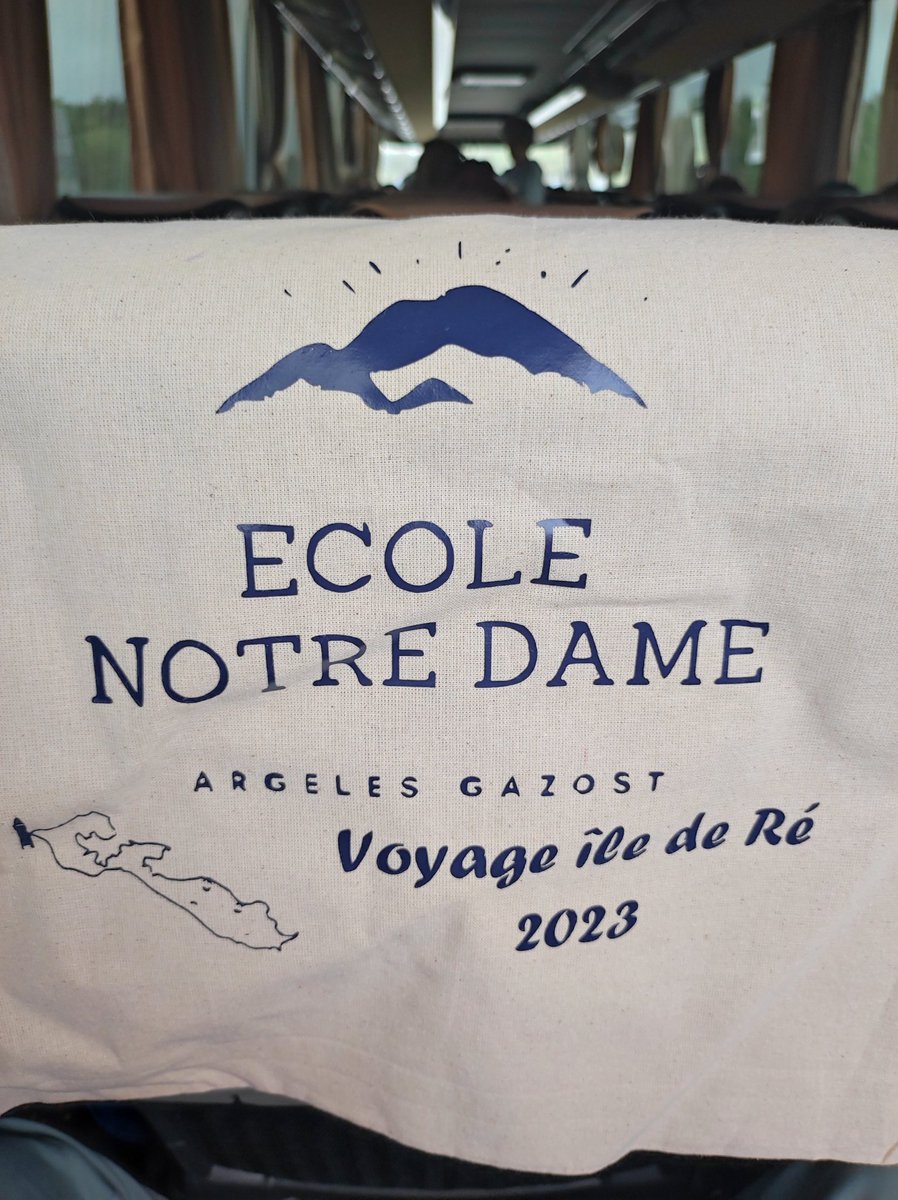 ECOLE
NOTRE DAME
ARGELES GAZOST
Voyage île de Ré
2023